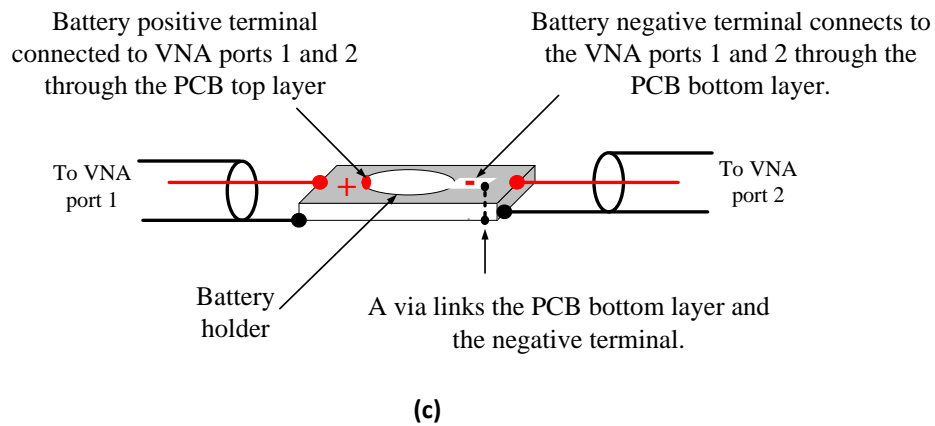 Battery positive terminal
connected to VNA ports 1 and 2
through the PCB top layer
Battery negative terminal connects to
the VNA ports 1 and 2 through the
PCB bottom layer.
To VNA
port 1
+
-
To VNA
port 2
Battery
holder
A via links the PCB bottom layer and
the negative terminal.
(c)